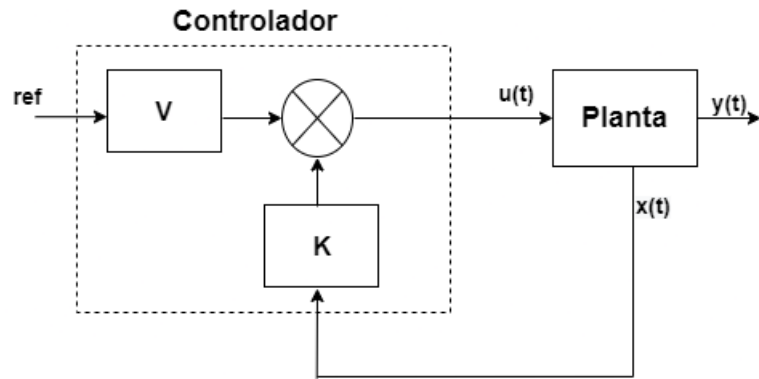 Controlador
ref
V
u(t)
Planta
y(t)
x(t)
K